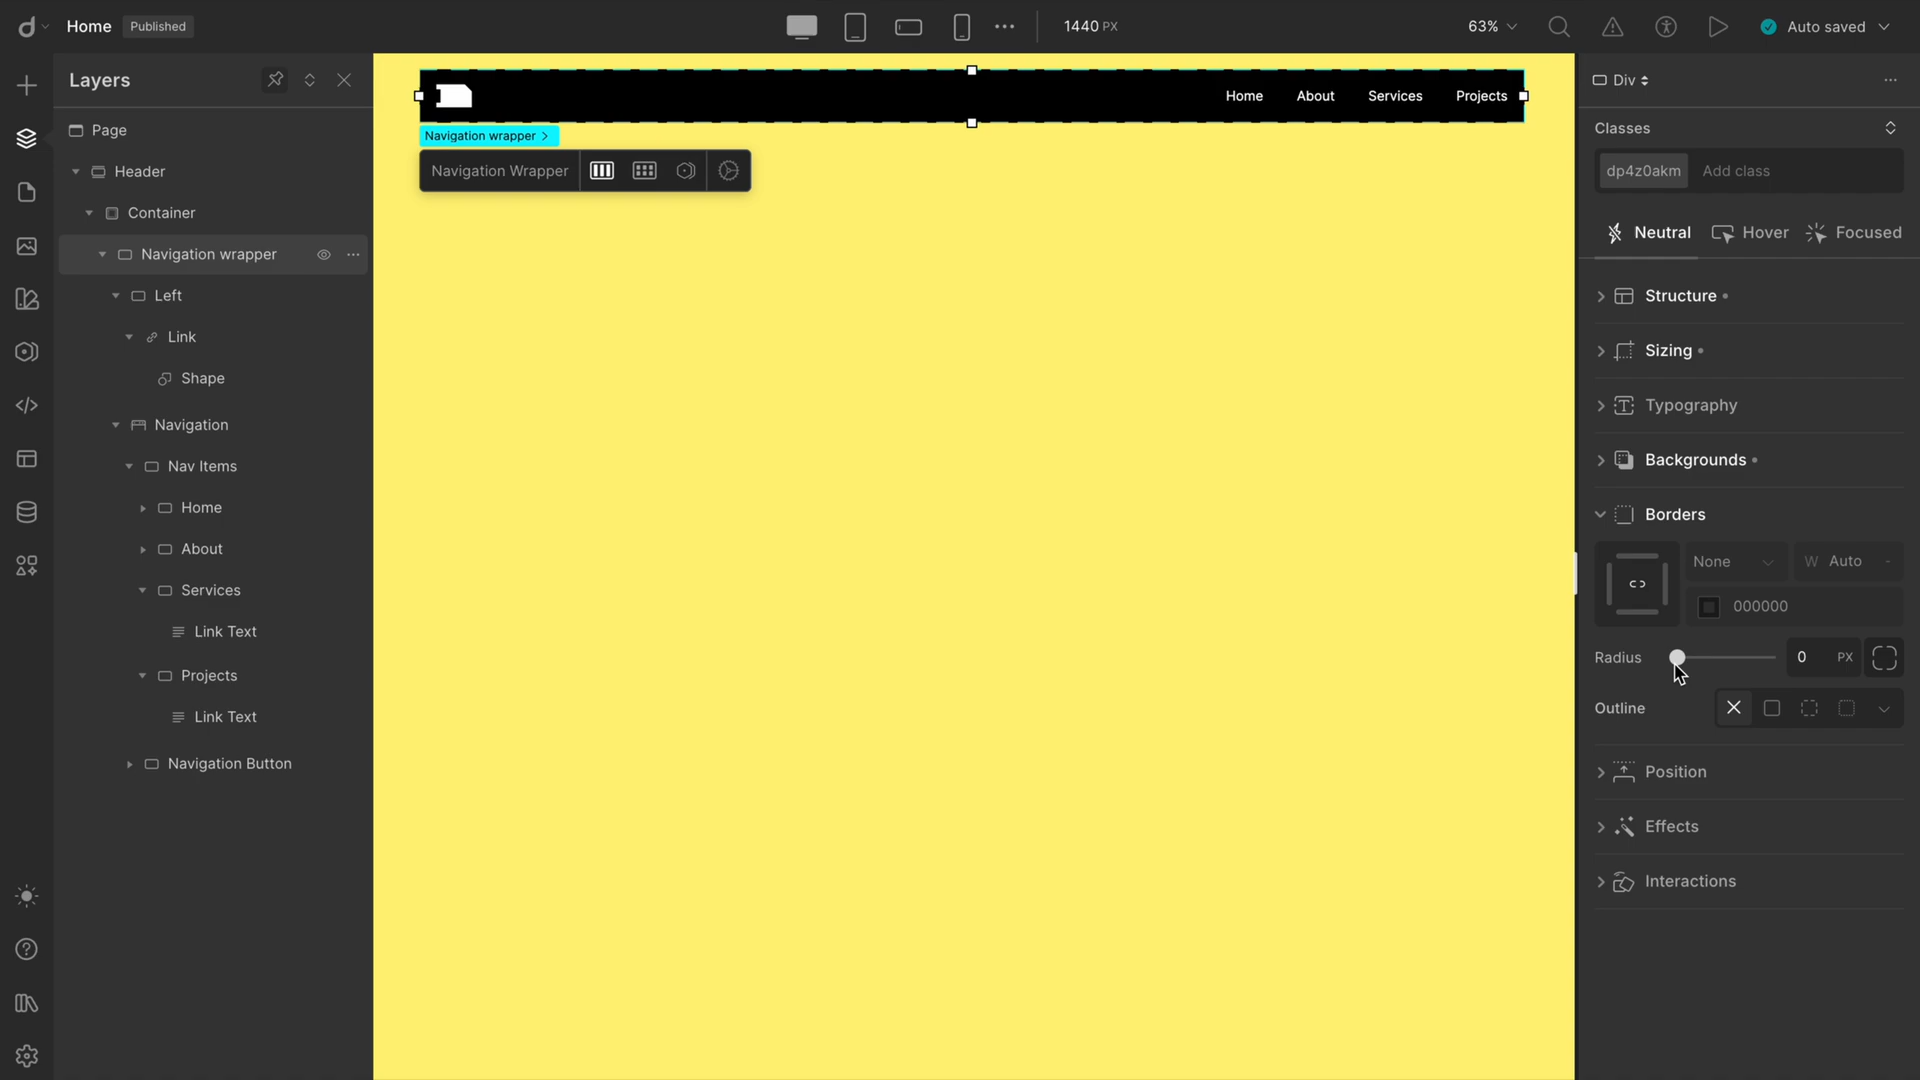 Home
Published
1440 PX
63%
Auto saved
Layers
Page
Header
Container
Navigation wrapper
Left
Link
Shape
Navigation
Nav Items
Home
About
Services
Link Text
Projects
Link Text
Navigation Button
Home
About
Services
Projects
Navigation wrapper
Navigation Wrapper
Div
Classes
dp4z0akm
Add class
Neutral
Hover
Focused
Structure
Sizing
Typography
Backgrounds
Borders
None
W Auto -
000000
Radius
0 PX
Outline
Position
Effects
Interactions